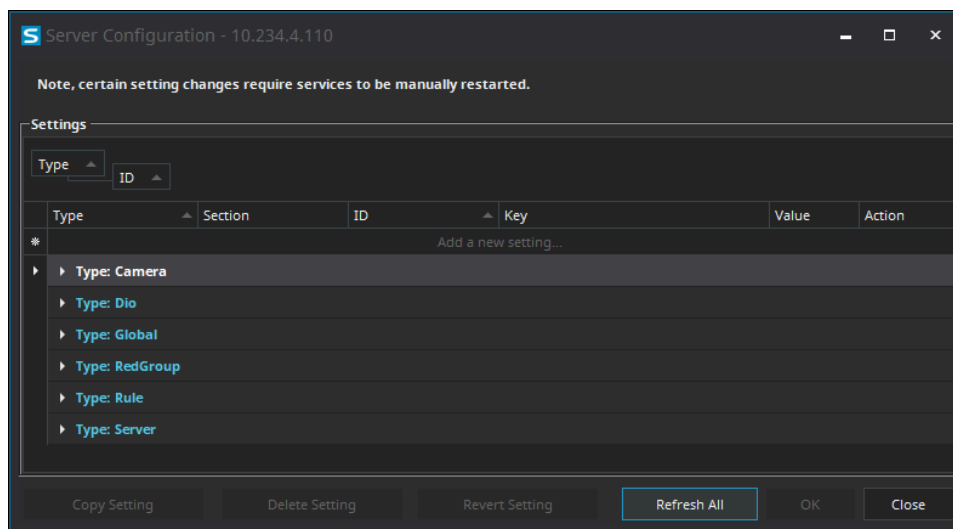 S Server Configuration - 10.234.4.110
Note, certain setting changes require services to be manually restarted.
Settings
Type
ID
Type Section ID Key Value Action
Add a new setting...
Type: Camera
Type: Dio
Type: Global
Type: RedGroup
Type: Rule
Type: Server
Copy Setting Delete Setting Revert Setting Refresh All OK Close